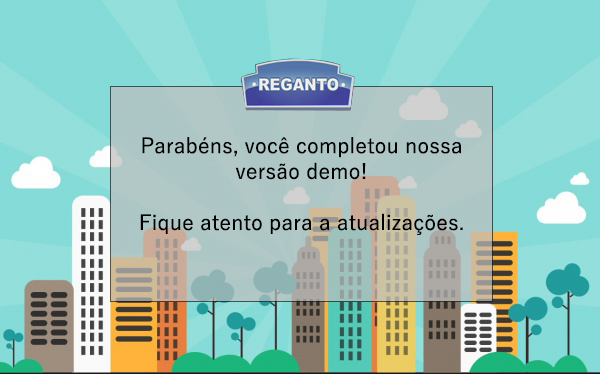 REGANTO
Parabéns, você completou nossa
versão demo!
Fique atento para a atualizações.